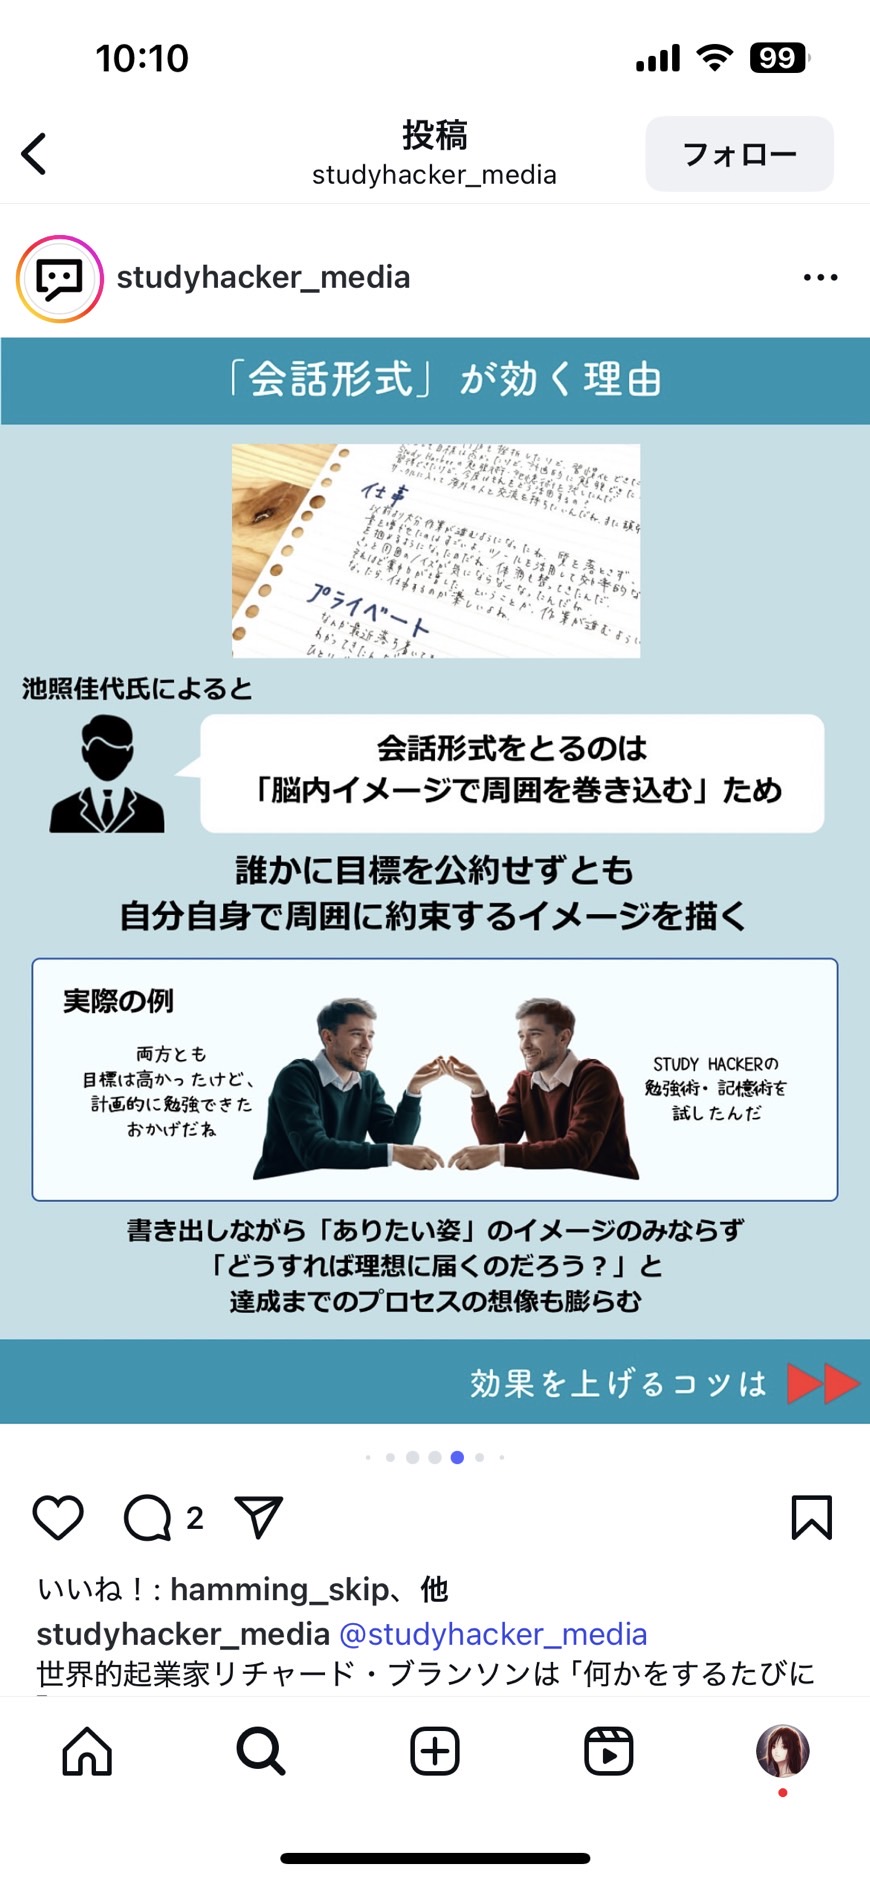 10:10
99
投稿
studyhacker_media
フォロー
studyhacker_media
「会話形式」が効く理由
仕事
プライベート
池照佳代氏によると
会話形式をとるのは
「脳内イメージで周囲を巻き込む」ため
誰かに目標を公約せずとも
自分自身で周囲に約束するイメージを描く
実際の例
両方とも
目標は高かったけど、
計画的に勉強できた
おかげだね
STUDY HACKERの
勉強術・記憶術を
試したんだ
書き出しながら「ありたい姿」のイメージのみならず
「どうすれば理想に届くのだろう？」と
達成までのプロセスの想像も膨らむ
効果を上げるコツは
2
いいね！: hamming_skip、他
studyhacker_media @studyhacker_media
世界的起業家リチャード・ブランソンは「何かをするたびに